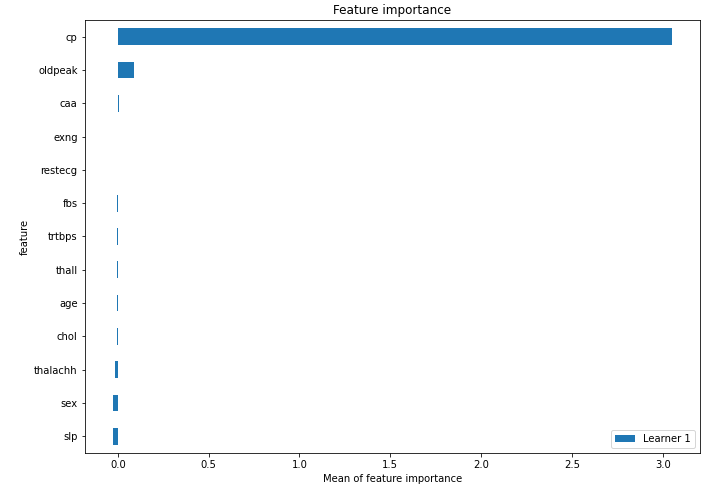 Feature importance
cp
oldpeak
caa
exng
restecg
fbs
trtbps
thall
age
chol
thalachh
sex
slp
feature
Learner 1
0.0 0.5 1.0 1.5 2.0 2.5 3.0
Mean of feature importance